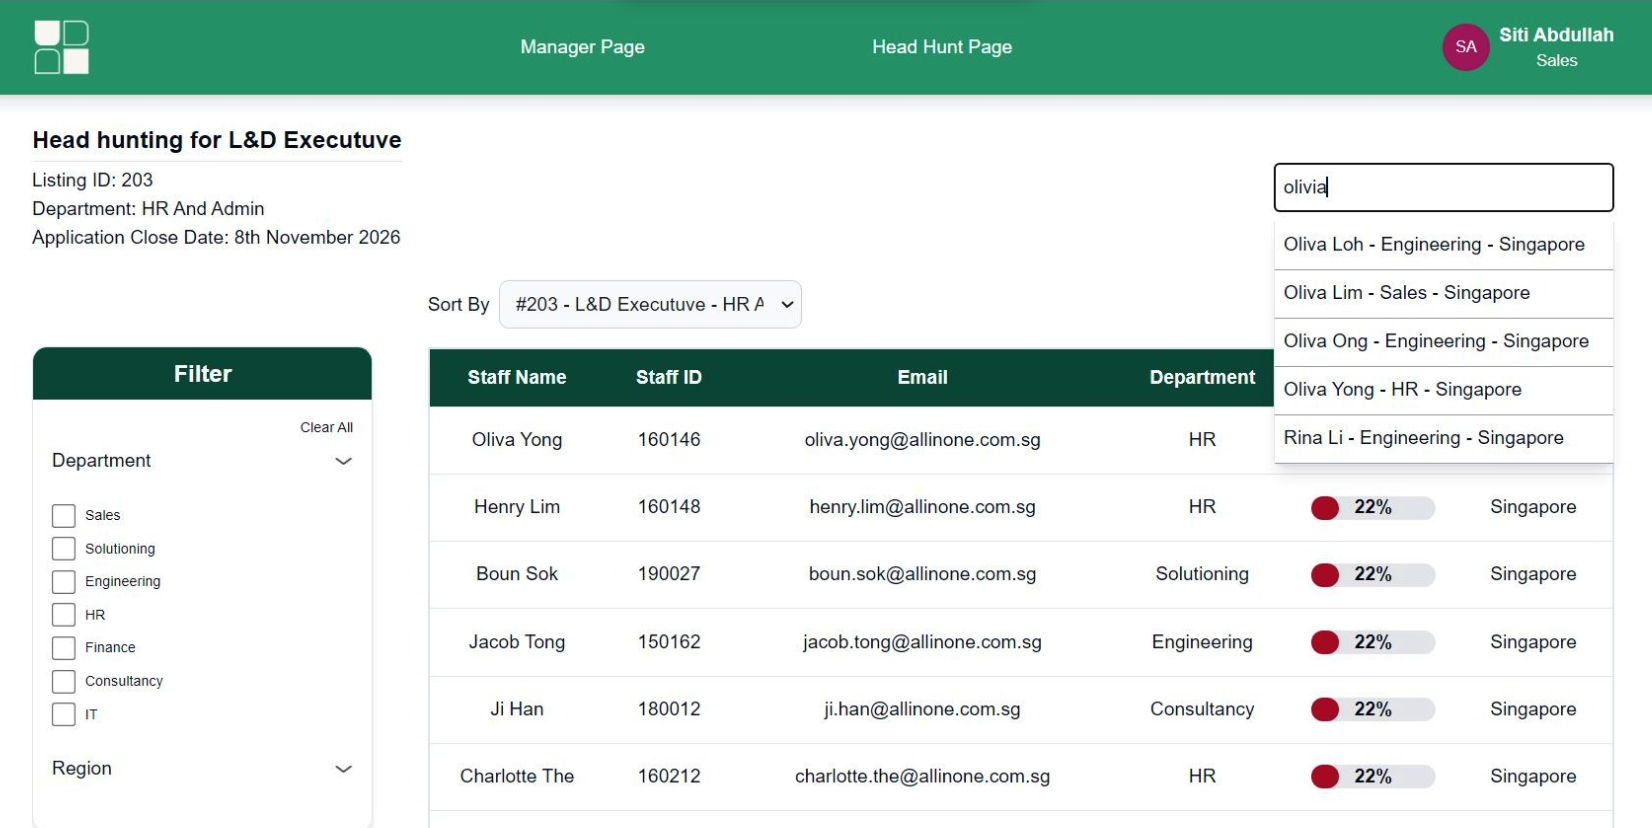 Manager Page
Head Hunt Page
SA
Siti Abdullah
Sales
Head hunting for L&D Executuve
Listing ID: 203
Department: HR And Admin
Application Close Date: 8th November 2026
olivia
Oliva Loh - Engineering - Singapore
Oliva Lim - Sales - Singapore
Oliva Ong - Engineering - Singapore
Oliva Yong - HR - Singapore
Rina Li - Engineering - Singapore
Sort By #203 - L&D Executuve - HR A
Filter
Clear All
Department
Sales
Solutioning
Engineering
HR
Finance
Consultancy
IT
Region
Staff Name Staff ID Email Department
Oliva Yong 160146 oliva.yong@allinone.com.sg HR
Henry Lim 160148 henry.lim@allinone.com.sg HR 22% Singapore
Boun Sok 190027 boun.sok@allinone.com.sg Solutioning 22% Singapore
Jacob Tong 150162 jacob.tong@allinone.com.sg Engineering 22% Singapore
Ji Han 180012 ji.han@allinone.com.sg Consultancy 22% Singapore
Charlotte The 160212 charlotte.the@allinone.com.sg HR 22% Singapore